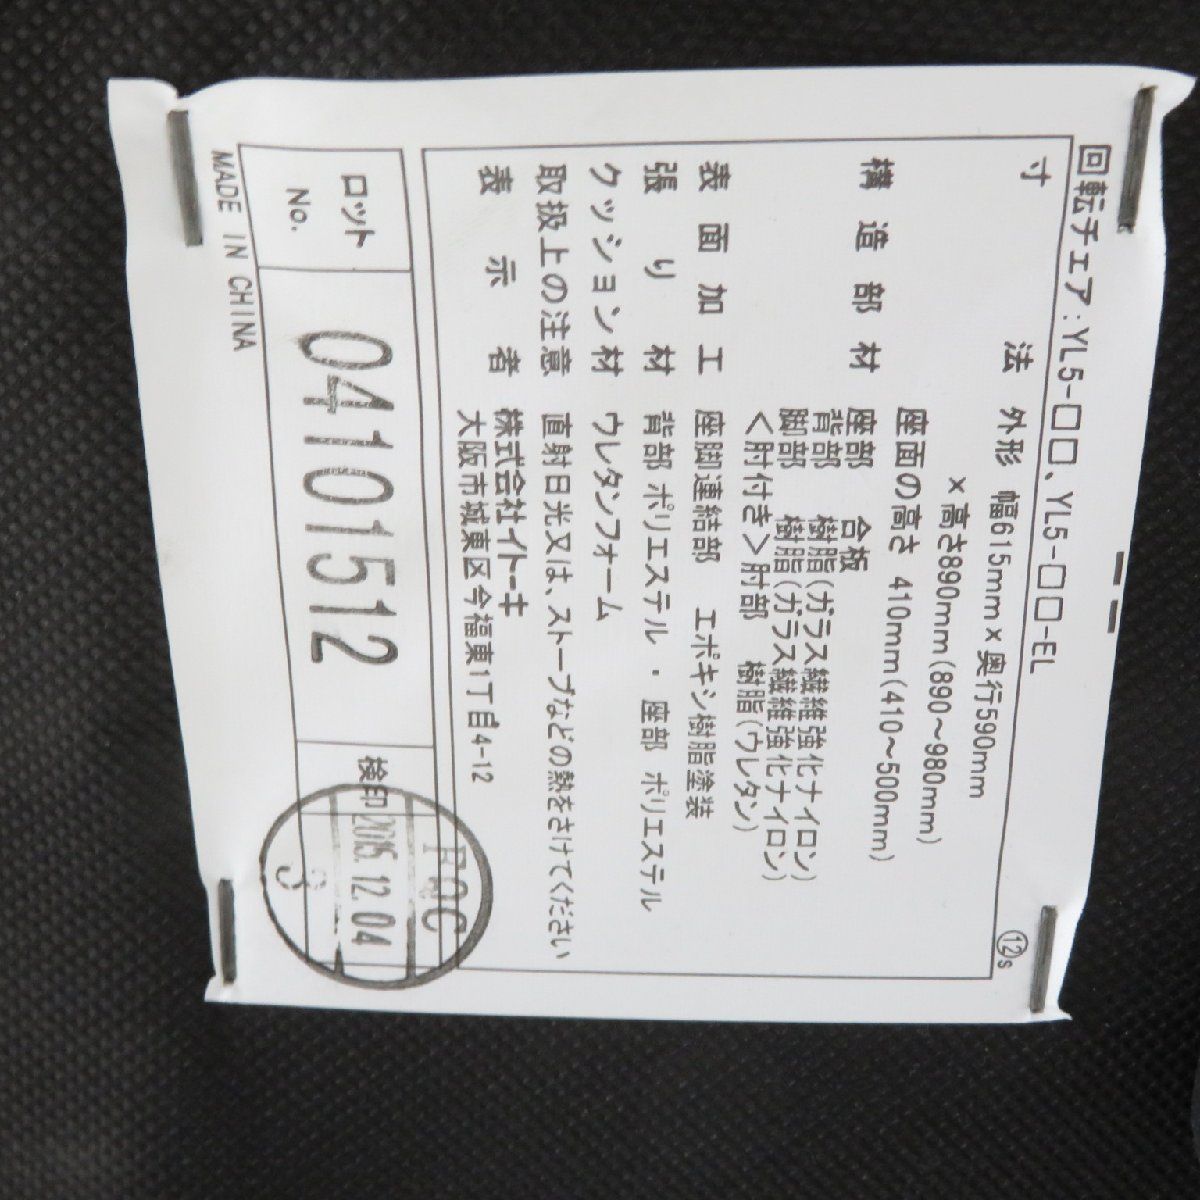 回転チェア:YL5-□□、YL5-□□-EL
寸法 外形 幅615mm×奥行590mm
×高さ890mm(890~980mm)
座面の高さ 410mm(410~500mm)
構造部材 座部 合板
背部 樹脂(ガラス繊維強化ナイロン)
脚部 樹脂(ガラス繊維強化ナイロン)
<肘付き>肘部 樹脂(ウレタン)
表面加工 座脚連結部 エポキシ樹脂塗装
張り材 背部 ポリエステル・座部 ポリエステル
クッション材 ウレタンフォーム
取扱上の注意 直射日光又は、ストーブなどの熱をさけてください
表示者 株式会社イトーキ
大阪市城東区今福東1丁目4-12
⑫s
ロット No. 04101512 検印
FQC
2015.12.04
3
MADE IN CHINA